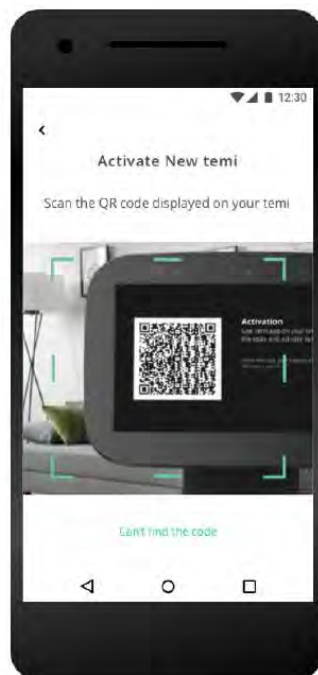 12:30
Activate New temi
Scan the QR code displayed on your temi
Activation
Can't find the code